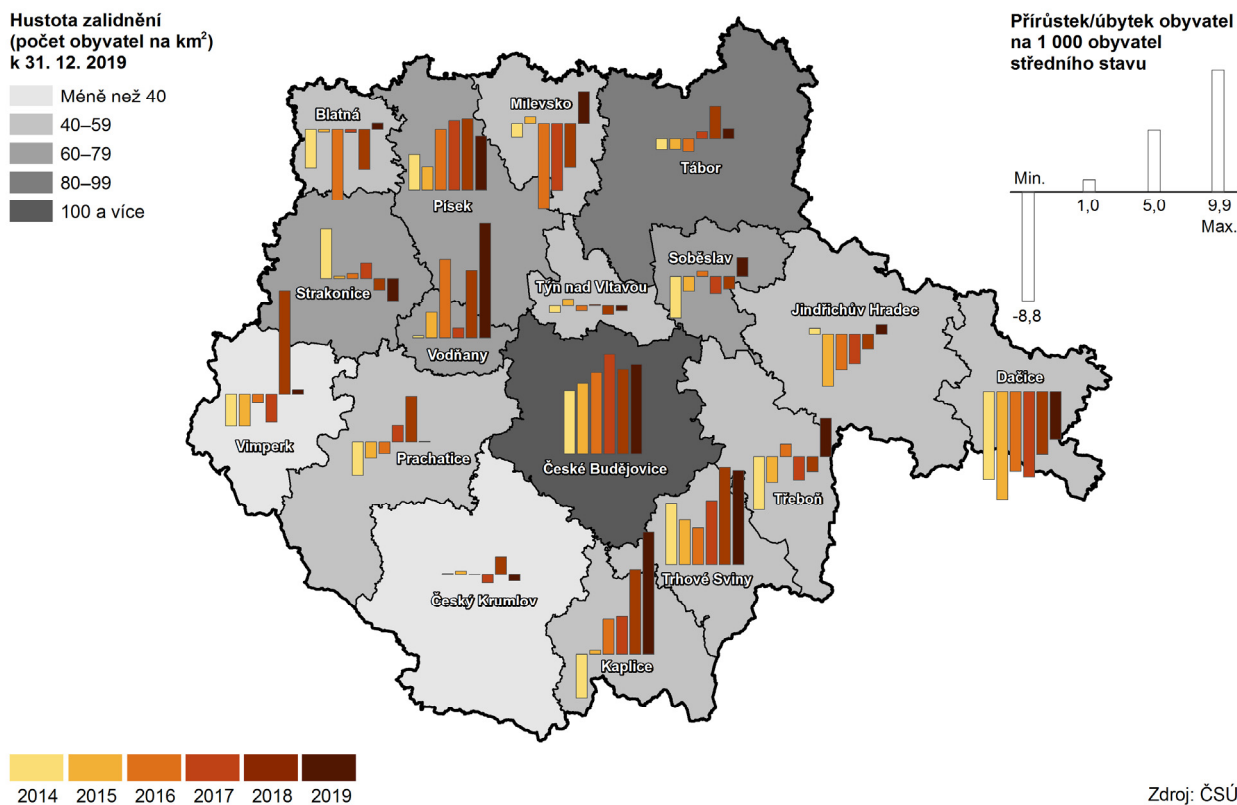 Hustota zalidnění
(počet obyvatel na km²)
k 31. 12. 2019
Méně než 40
40–59
60–79
80–99
100 a více
Přírůstek/úbytek obyvatel
na 1 000 obyvatel
středního stavu
Min.
1,0
5,0
9,9
Max.
-8,8
Blatná
Milevsko
Tábor
Písek
Soběslav
Strakonice
Týn nad Vltavou
Jindřichův Hradec
Vodňany
Dačice
Vimperk
Prachatice
České Budějovice
Třeboň
Trhové Sviny
Český Krumlov
Kaplice
2014 2015 2016 2017 2018 2019
Zdroj: ČSÚ